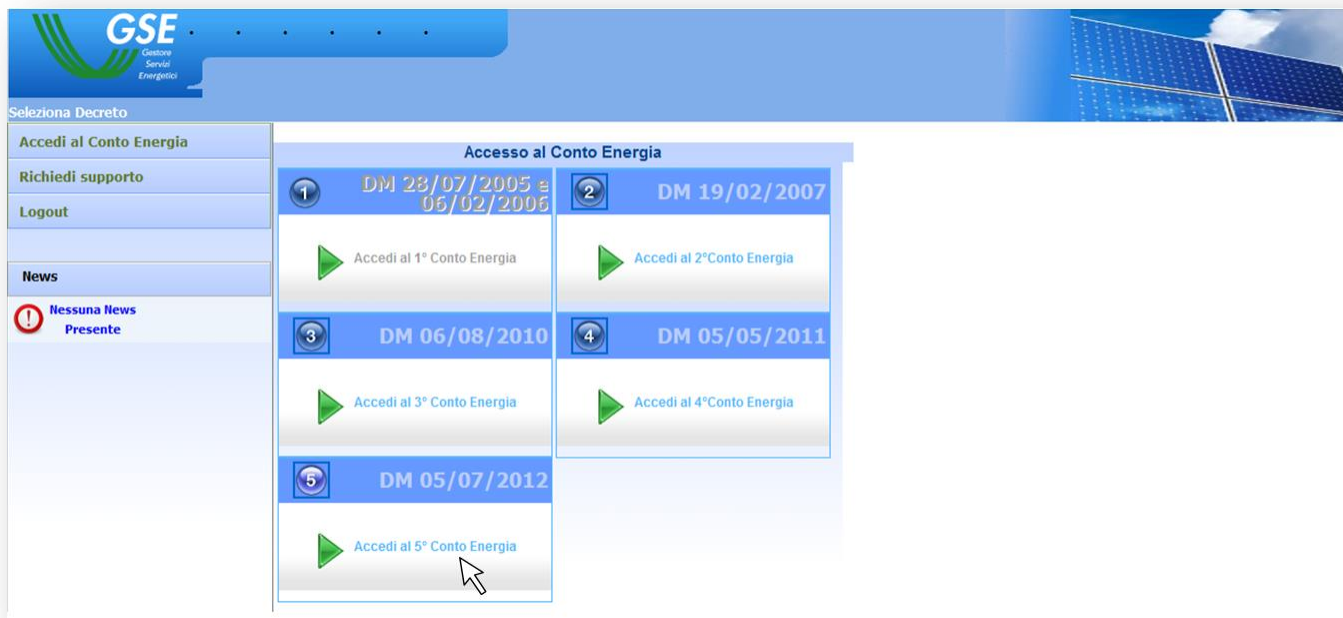 GSE
Gestore
Servizi
Energetici
Seleziona Decreto
Accedi al Conto Energia
Richiedi supporto
Logout
News
Nessuna News
Presente
Accesso al Conto Energia
1
DM 28/07/2005 e
06/02/2006
Accedi al 1° Conto Energia
2
DM 19/02/2007
Accedi al 2°Conto Energia
3
DM 06/08/2010
Accedi al 3° Conto Energia
4
DM 05/05/2011
Accedi al 4°Conto Energia
5
DM 05/07/2012
Accedi al 5° Conto Energia